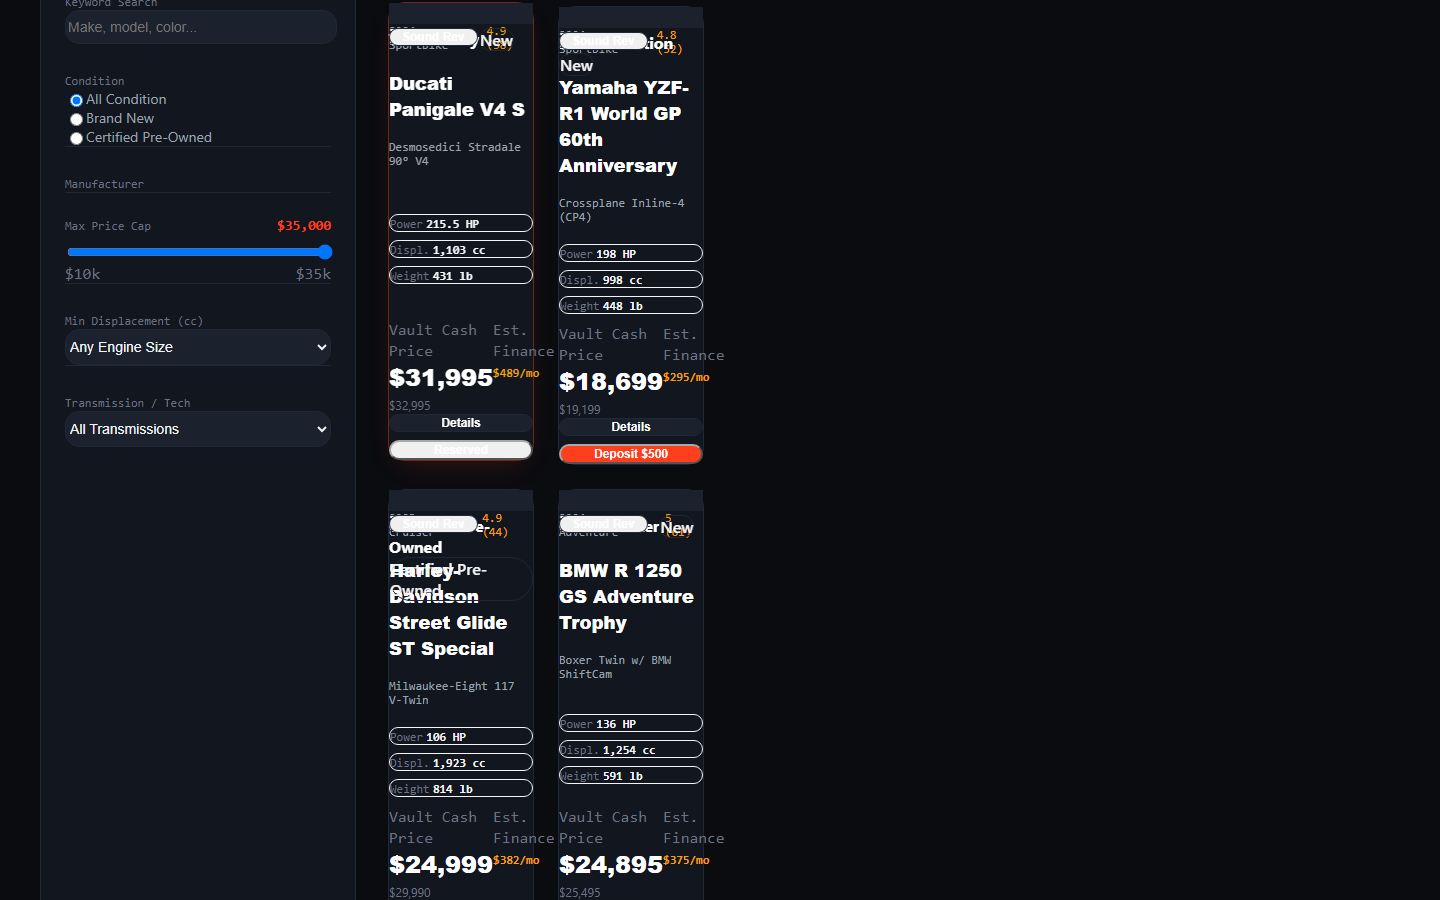 Keyword Search
Make, model, color...
Condition
All Condition
Brand New
Certified Pre-Owned
Manufacturer
Max Price Cap $35,000
$10k $35k
Min Displacement (cc)
Any Engine Size
Transmission / Tech
All Transmissions
Sound Rev 4.9
New
Ducati
Panigale V4 S
Desmosedici Stradale
90° V4
Power 215.5 HP
Displ. 1,103 cc
Weight 431 lb
Vault Cash Est.
Price Finance
$31,995 $489/mo
$32,995
Details
Reserved
Sound Rev 4.8
(52)
New
Yamaha YZF-
R1 World GP
60th
Anniversary
Crossplane Inline-4
(CP4)
Power 198 HP
Displ. 998 cc
Weight 448 lb
Vault Cash Est.
Price Finance
$18,699 $295/mo
$19,199
Details
Deposit $500
Sound Rev 4.9
Cruiser (44)
Owned
Certified Pre-
Owned
Harley-
Davidson
Street Glide
ST Special
Milwaukee-Eight 117
V-Twin
Power 106 HP
Displ. 1,923 cc
Weight 814 lb
Vault Cash Est.
Price Finance
$24,999 $382/mo
$29,990
Sound Rev 5
Adventure New
BMW R 1250
GS Adventure
Trophy
Boxer Twin w/ BMW
ShiftCam
Power 136 HP
Displ. 1,254 cc
Weight 591 lb
Vault Cash Est.
Price Finance
$24,895 $375/mo
$25,495